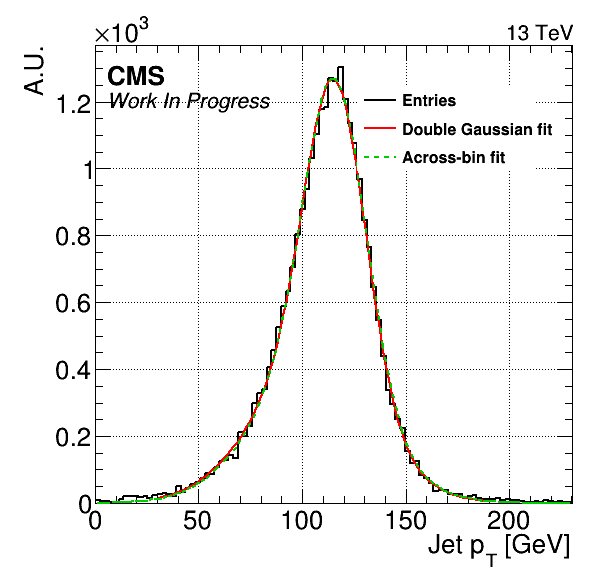 ×10³
13 TeV
A.U.
CMS
Work In Progress
Entries
Double Gaussian fit
Across-bin fit
1.2
1
0.8
0.6
0.4
0.2
0
0 50 100 150 200
Jet p_T [GeV]